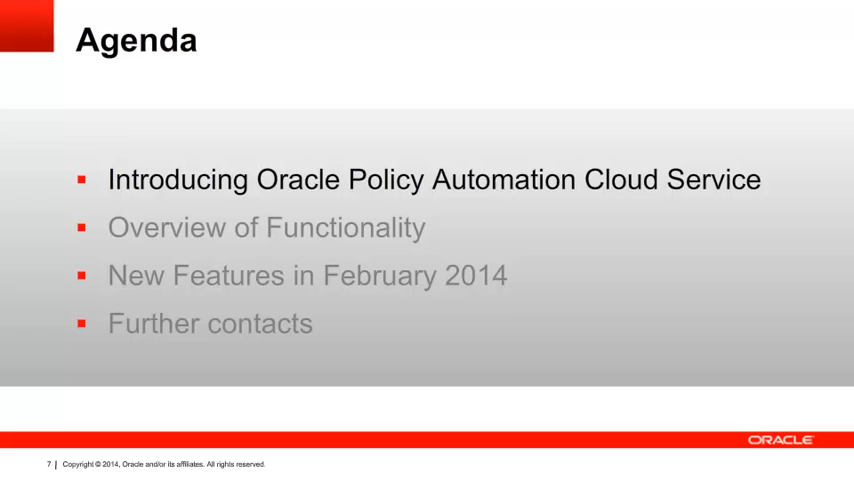 Agenda
▪ Introducing Oracle Policy Automation Cloud Service
▪ Overview of Functionality
▪ New Features in February 2014
▪ Further contacts
ORACLE
7 | Copyright © 2014, Oracle and/or its affiliates. All rights reserved.